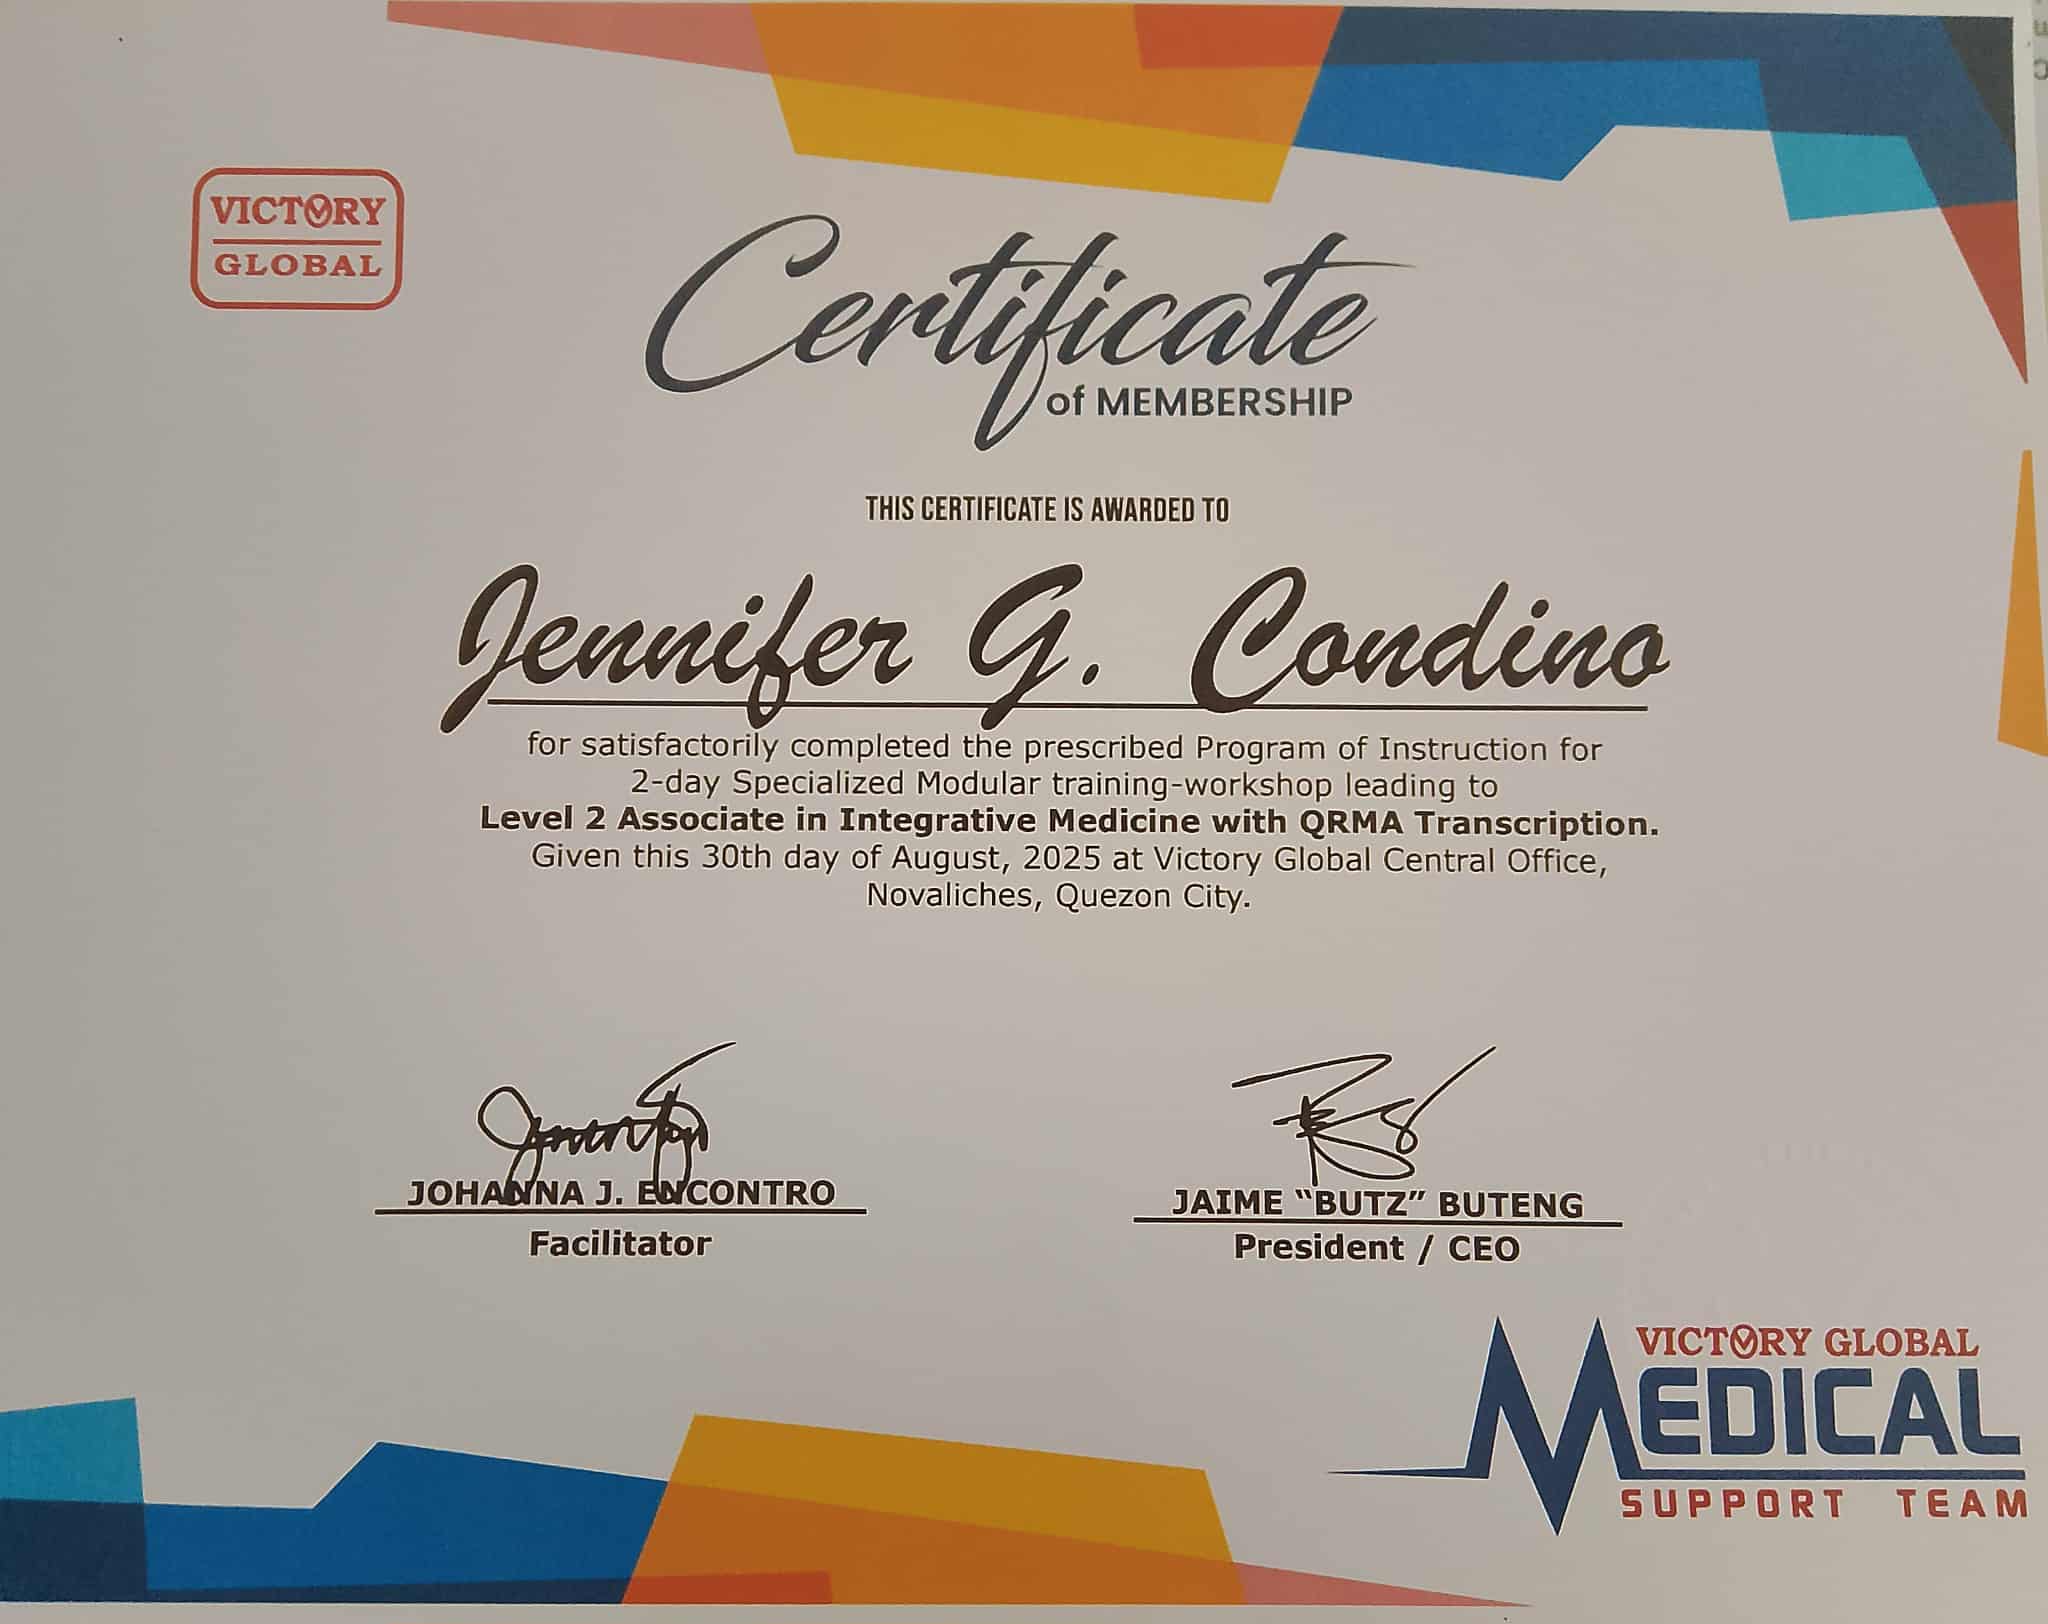 VICTORY
GLOBAL
Certificate
of MEMBERSHIP
THIS CERTIFICATE IS AWARDED TO
Jennifer G. Condino
for satisfactorily completed the prescribed Program of Instruction for
2-day Specialized Modular training-workshop leading to
Level 2 Associate in Integrative Medicine with QRMA Transcription.
Given this 30th day of August, 2025 at Victory Global Central Office,
Novaliches, Quezon City.
JOHANNA J. ENCONTRO
Facilitator
JAIME “BUTZ” BUTENG
President / CEO
VICTORY GLOBAL
MEDICAL
SUPPORT TEAM